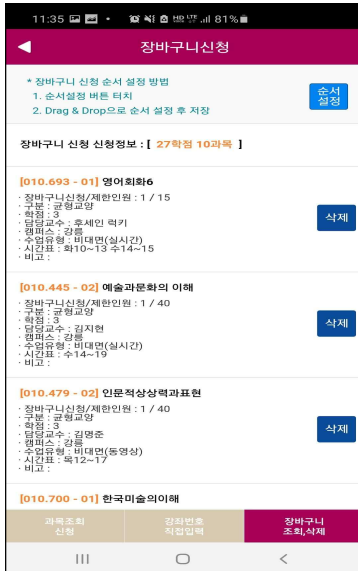 11:35 81%
장바구니신청
* 장바구니 신청 순서 설정 방법
1. 순서설정 버튼 터치
2. Drag & Drop으로 순서 설정 후 저장
순서
설정
장바구니 신청 신청정보 : [ 27학점 10과목 ]
[010.693 - 01] 영어회화6
· 장바구니신청/제한인원 : 1 / 15
· 구분 : 균형교양
· 학점 : 3
· 담당교수 : 후세인 럭키
· 캠퍼스 : 강릉
· 수업유형 : 비대면(실시간)
· 시간표 : 화10~13 수14~15
· 비고 :
삭제
[010.445 - 02] 예술과문화의 이해
· 장바구니신청/제한인원 : 1 / 40
· 구분 : 균형교양
· 학점 : 3
· 담당교수 : 김지현
· 캠퍼스 : 강릉
· 수업유형 : 비대면(실시간)
· 시간표 : 수14~19
· 비고 :
삭제
[010.479 - 02] 인문적상상력과표현
· 장바구니신청/제한인원 : 1 / 40
· 구분 : 균형교양
· 학점 : 3
· 담당교수 : 김명준
· 캠퍼스 : 강릉
· 수업유형 : 비대면(동영상)
· 시간표 : 목12~17
· 비고 :
삭제
[010.700 - 01] 한국미술의이해
과목조회
신청
강좌번호
직접입력
장바구니
조회,삭제